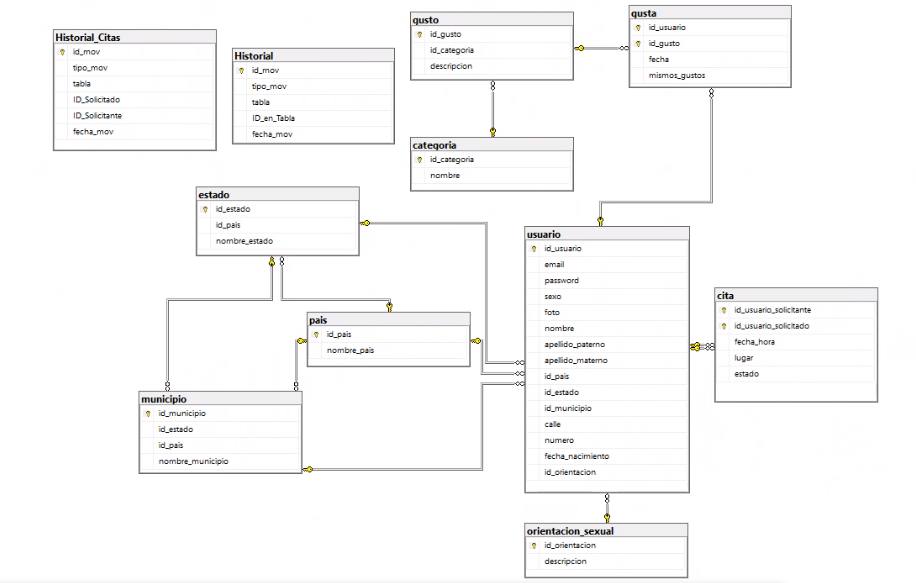 Historial_Citas
id_mov
tipo_mov
tabla
ID_Solicitado
ID_Solicitante
fecha_mov
Historial
id_mov
tipo_mov
tabla
ID_en_Tabla
fecha_mov
gusto
id_gusto
id_categoria
descripcion
gusta
id_usuario
id_gusto
fecha
mismos_gustos
categoria
id_categoria
nombre
estado
id_estado
id_pais
nombre_estado
pais
id_pais
nombre_pais
municipio
id_municipio
id_estado
id_pais
nombre_municipio
usuario
id_usuario
email
password
sexo
foto
nombre
apellido_paterno
apellido_materno
id_pais
id_estado
id_municipio
calle
numero
fecha_nacimiento
id_orientacion
cita
id_usuario_solicitante
id_usuario_solicitado
fecha_hora
lugar
estado
orientacion_sexual
id_orientacion
descripcion